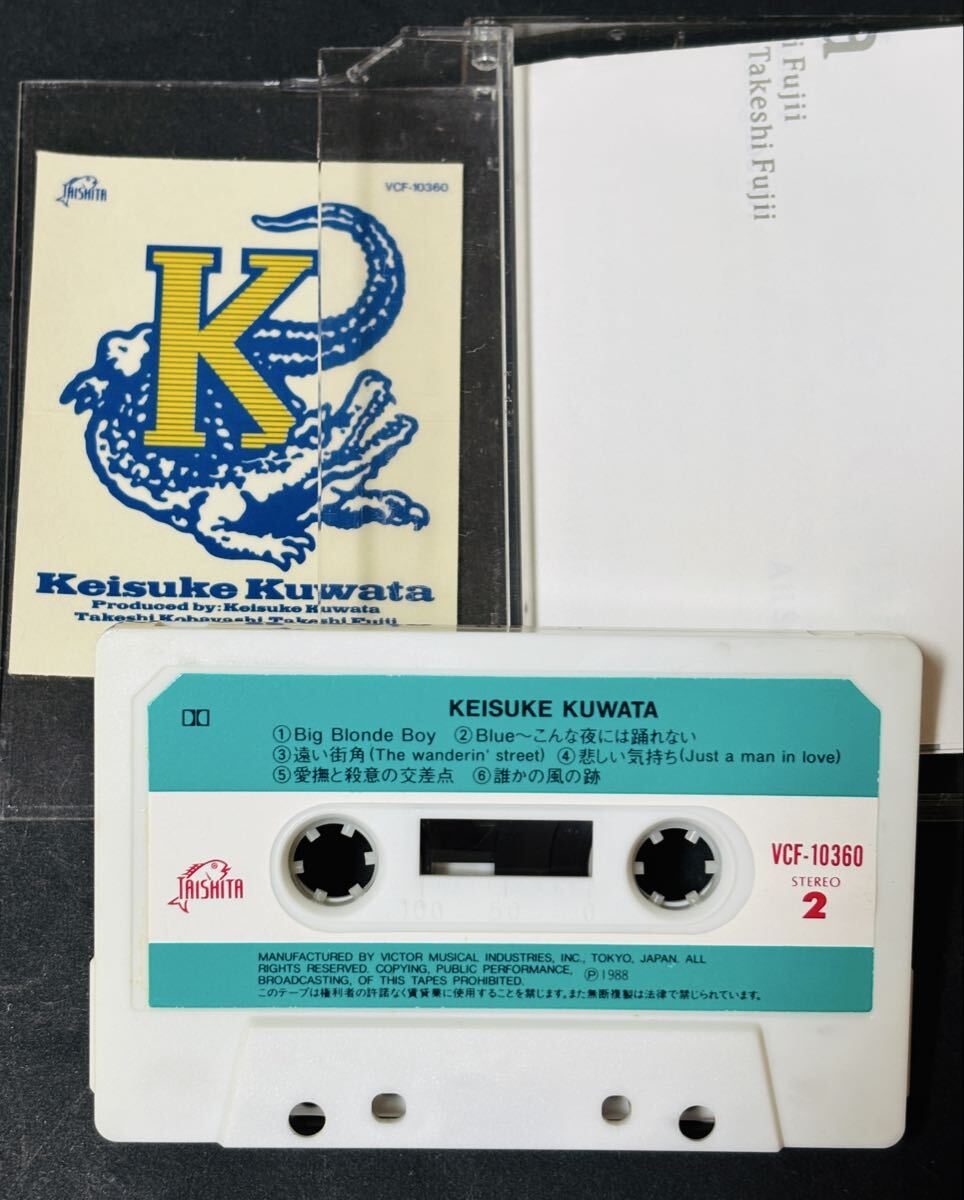 TAISHITA
VCF-10360
K
Keisuke Kuwata
Produced by: Keisuke Kuwata
Takeshi Kobayashi Takeshi Fujii
i Fujii
Takeshi Fujii
KEISUKE KUWATA
①Big Blonde Boy ②Blue～こんな夜には踊れない
③遠い街角(The wanderin' street) ④悲しい気持ち(Just a man in love)
⑤愛撫と殺意の交差点 ⑥誰かの風の跡
TAISHITA
VCF-10360
STEREO
2
100 50 0
MANUFACTURED BY VICTOR MUSICAL INDUSTRIES, INC., TOKYO, JAPAN. ALL
RIGHTS RESERVED. COPYING, PUBLIC PERFORMANCE,
BROADCASTING, OF THIS TAPES PROHIBITED. Ⓟ1988
このテープは権利者の許諾なく賃貸業に使用することを禁じます。また無断複製は法律で禁じられています。